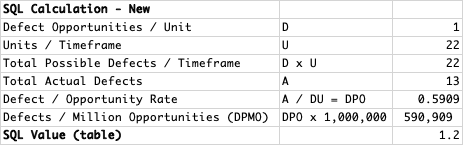 SQL Calculation - New
Defect Opportunities / Unit D 1
Units / Timeframe U 22
Total Possible Defects / Timeframe D x U 22
Total Actual Defects A 13
Defect / Opportunity Rate A / DU = DPO 0.5909
Defects / Million Opportunities (DPMO) DPO x 1,000,000 590,909
SQL Value (table) 1.2